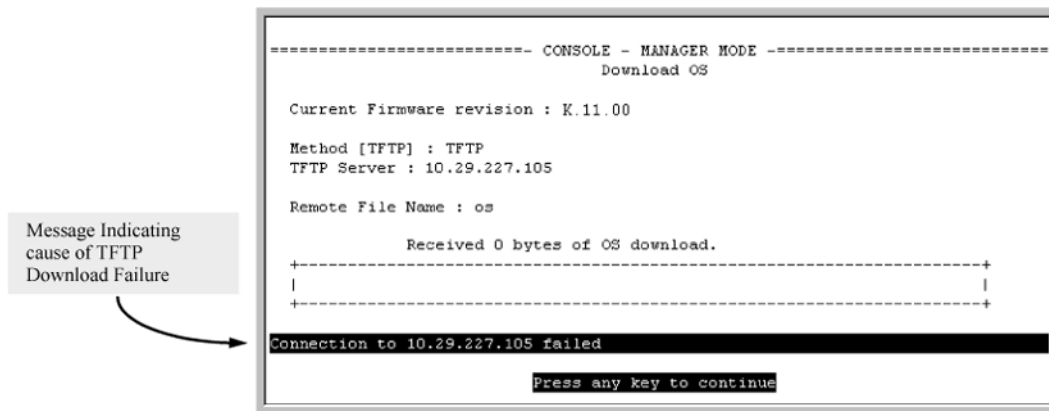 ===========================- CONSOLE - MANAGER MODE -============================
Download OS
Current Firmware revision : K.11.00
Method [TFTP] : TFTP
TFTP Server : 10.29.227.105
Remote File Name : os
Received 0 bytes of OS download.
Message Indicating
cause of TFTP
Download Failure
Connection to 10.29.227.105 failed
Press any key to continue